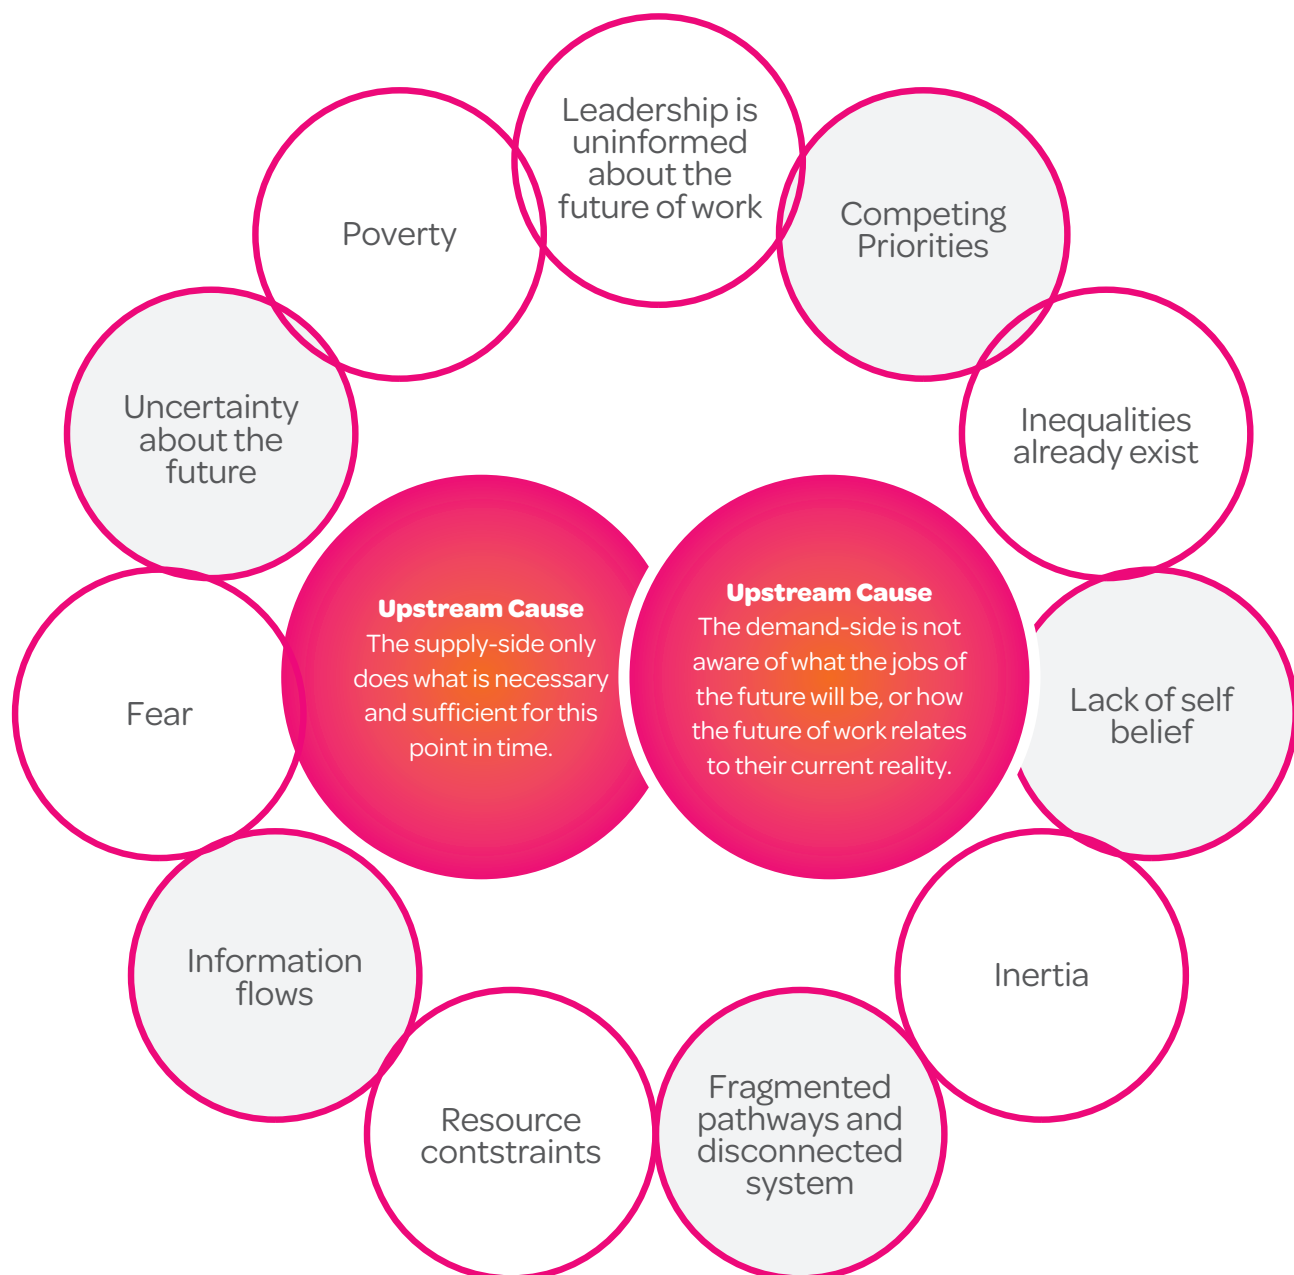 Leadership is
uninformed
about the
future of work
Competing
Priorities
Inequalities
already exist
Lack of self
belief
Inertia
Fragmented
pathways and
disconnected
system
Resource
contstraints
Information
flows
Fear
Uncertainty
about the
future
Poverty
Upstream Cause
The supply-side only
does what is necessary
and sufficient for this
point in time.
Upstream Cause
The demand-side is not
aware of what the jobs of
the future will be, or how
the future of work relates
to their current reality.